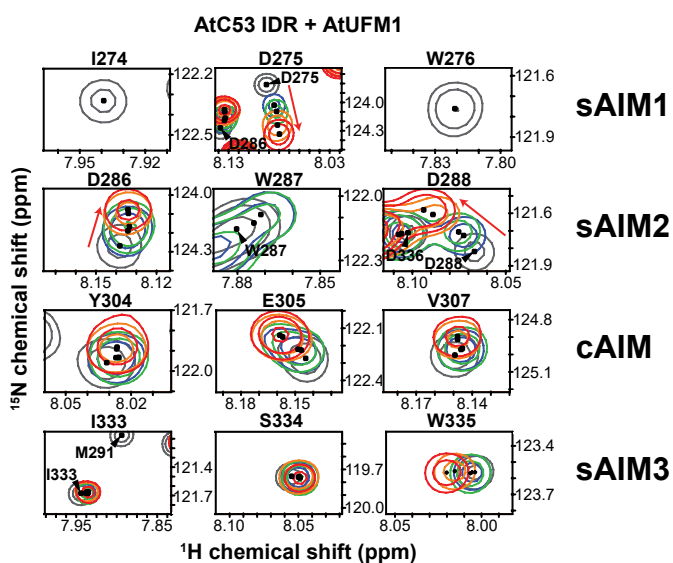 AtC53 IDR + AtUFM1
I274 D275 W276
122.2 122.5 7.95 7.92
D275 D286 124.0 124.3 8.13 8.03
121.6 121.9 7.83 7.80
sAIM1
D286 W287 D288
124.0 124.3 8.15 8.12
W287 122.0 122.3 7.88 7.85
D336 D288 121.6 121.9 8.10 8.05
sAIM2
Y304 E305 V307
121.7 122.0 8.05 8.02
122.1 122.4 8.18 8.15
124.8 125.1 8.17 8.14
cAIM
I333 S334 W335
M291 I333 121.4 121.7 7.95 7.85
119.7 120.0 8.10 8.05
123.4 123.7 8.05 8.00
sAIM3
15N chemical shift (ppm)
1H chemical shift (ppm)